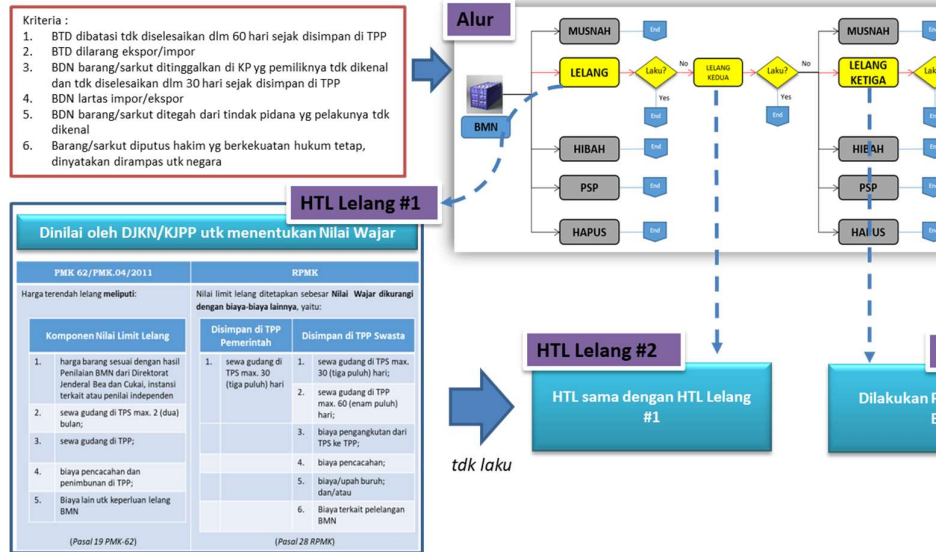 Kriteria :
1. BTD dibatasi tdk diselesaikan dlm 60 hari sejak disimpan di TPP
2. BTD dilarang ekspor/impor
3. BDN barang/sarkut ditinggalkan di KP yg pemiliknya tdk dikenal
dan tdk diselesaikan dlm 30 hari sejak disimpan di TPP
4. BDN lartas impor/ekspor
5. BDN barang/sarkut ditegah dari tindak pidana yg pelakunya tdk
dikenal
6. Barang/sarkut diputus hakim yg berkekuatan hukum tetap,
dinyatakan dirampas utk negara
Alur
BMN
MUSNAH
End
LELANG
Laku?
No
Yes
End
LELANG
KEDUA
Laku?
No
Yes
End
HIBAH
End
PSP
End
HAPUS
End
MUSNAH
End
LELANG
KETIGA
Yes
End
HIBAH
End
PSP
End
HAPUS
End
HTL Lelang #1
Dinilai oleh DJKN/KJPP utk menentukan Nilai Wajar
PMK 62/PMK.04/2011
Harga terendah lelang meliputi:
Komponen Nilai Limit Lelang
1. harga barang sesuai dengan hasil
Penilaian BMN dari Direktorat
Jenderal Bea dan Cukai, instansi
terkait atau penilai independen
2. sewa gudang di TPS max. 2 (dua)
bulan;
3. sewa gudang di TPP;
4. biaya pencacahan dan
penimbunan di TPP;
5. Biaya lain utk keperluan lelang
BMN
(Pasal 19 PMK-62)
RPMK
Nilai limit lelang ditetapkan sebesar Nilai Wajar dikurangi
dengan biaya-biaya lainnya, yaitu:
Disimpan di TPP
Pemerintah
1. sewa gudang di
TPS max. 30
(tiga puluh) hari
Disimpan di TPP Swasta
1. sewa gudang di TPS max.
30 (tiga puluh) hari;
2. sewa gudang di TPP
max. 60 (enam puluh)
hari;
3. biaya pengangkutan dari
TPS ke TPP;
4. biaya pencacahan;
5. biaya/upah buruh;
dan/atau
6. Biaya terkait pelelangan
BMN
(Pasal 28 RPMK)
tdk laku
HTL Lelang #2
HTL sama dengan HTL Lelang
#1
Dilakukan